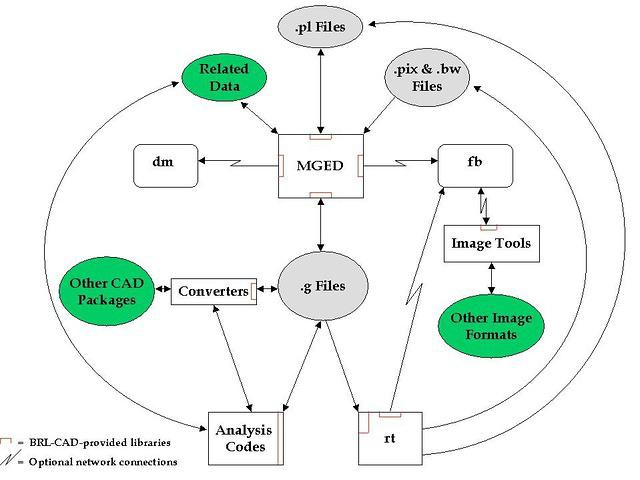 .pl Files
Related
Data
.pix & .bw
Files
dm
MGED
fb
Image Tools
Other CAD
Packages
Converters
.g Files
Other Image
Formats
Analysis
Codes
rt
= BRL-CAD-provided libraries
= Optional network connections